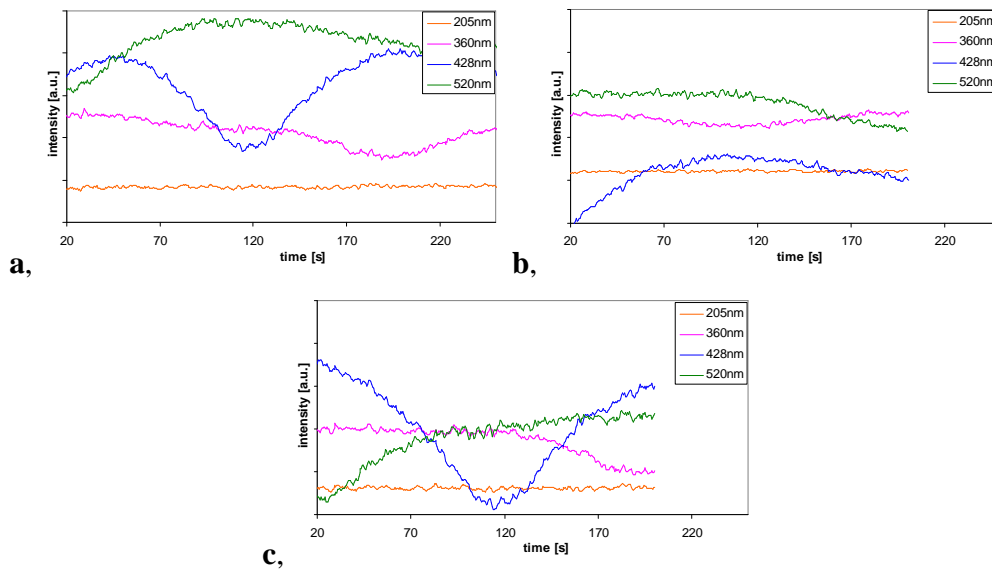 intensity [a.u.]
205nm
360nm
428nm
520nm
20 70 120 170 220
time [s]
a,
intensity [a.u.]
205nm
360nm
428nm
520nm
20 70 120 170 220
time [s]
b,
intensity [a.u.]
205nm
360nm
428nm
520nm
20 70 120 170 220
time [s]
c,